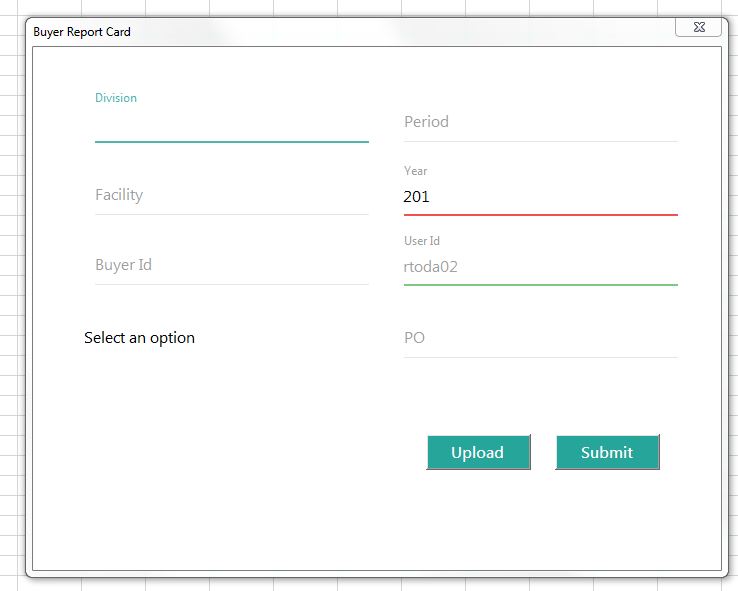 Buyer Report Card
Division
Period
Year
Facility
201
User Id
Buyer Id
rtoda02
Select an option
PO
Upload
Submit